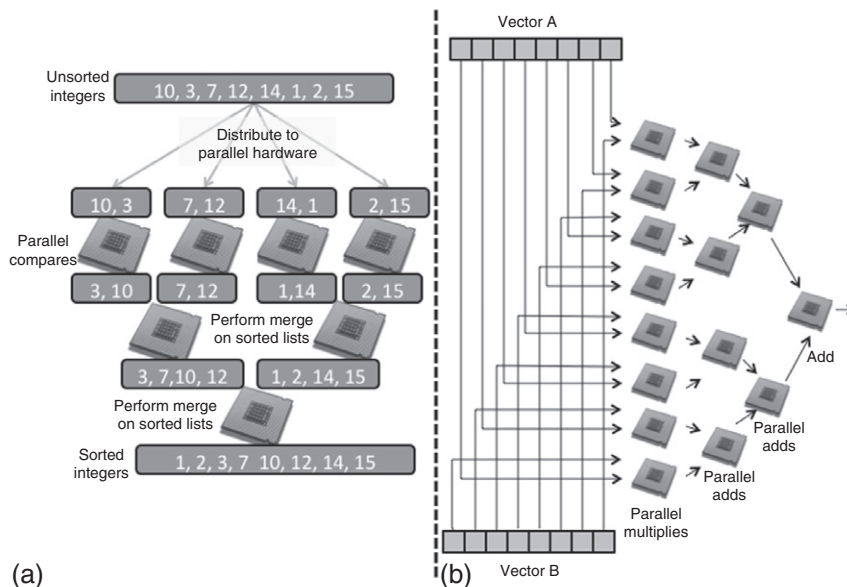 Unsorted
integers
10, 3, 7, 12, 14, 1, 2, 15
Distribute to
parallel hardware
10, 3
7, 12
14, 1
2, 15
Parallel
compares
3, 10
7, 12
1,14
2, 15
Perform merge
on sorted lists
3, 7,10, 12
1, 2, 14, 15
Perform merge
on sorted lists
Sorted
integers
1, 2, 3, 7 10, 12, 14, 15
(a)
Vector A
Add
Parallel
adds
Parallel
adds
Parallel
multiplies
Vector B
(b)